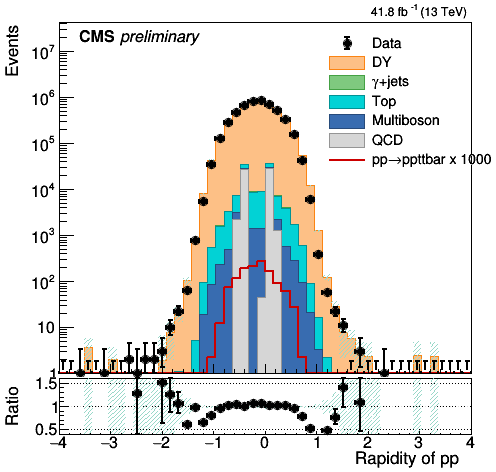 41.8 fb⁻¹ (13 TeV)
Events
CMS preliminary
Data
DY
γ+jets
Top
Multiboson
QCD
pp→ppttbar x 1000
10⁷
10⁶
10⁵
10⁴
10³
10²
10
1
Ratio
1.5
1
0.5
−4 −3 −2 −1 0 1 2 3 4
Rapidity of pp